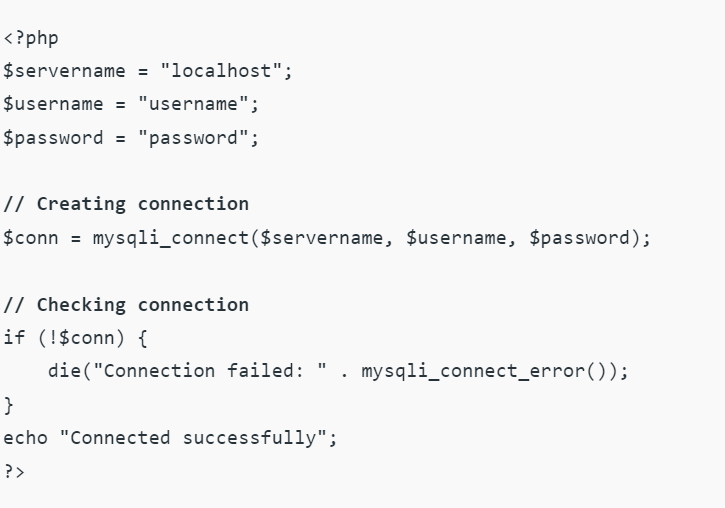 <?php
$servername = "localhost";
$username = "username";
$password = "password";

// Creating connection
$conn = mysqli_connect($servername, $username, $password);

// Checking connection
if (!$conn) {
    die("Connection failed: " . mysqli_connect_error());
}
echo "Connected successfully";
?>